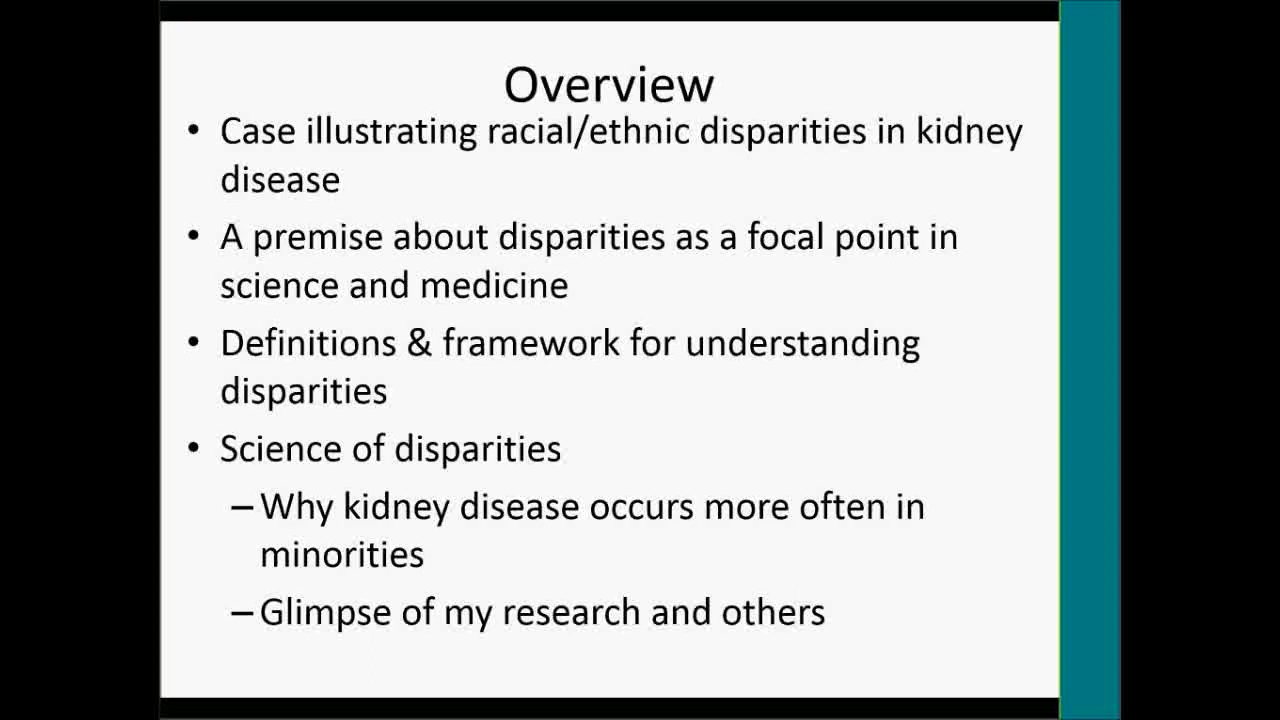 Overview
• Case illustrating racial/ethnic disparities in kidney
disease
• A premise about disparities as a focal point in
science and medicine
• Definitions & framework for understanding
disparities
• Science of disparities
– Why kidney disease occurs more often in
minorities
– Glimpse of my research and others